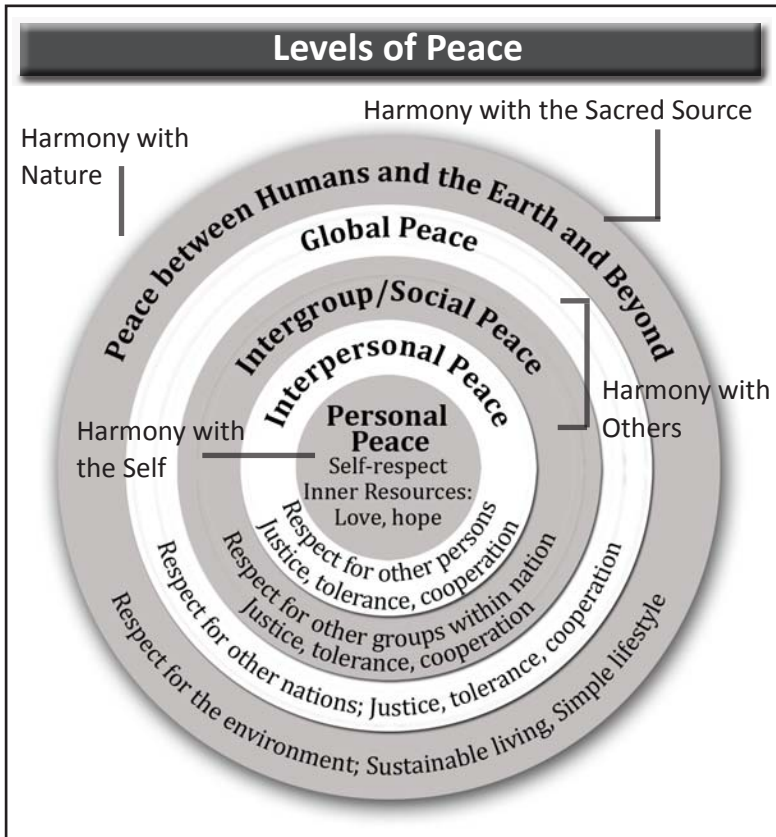 Levels of Peace
Harmony with the Sacred Source
Harmony with
Nature
Peace between Humans and the Earth and Beyond
Global Peace
Intergroup/Social Peace
Interpersonal Peace
Personal
Peace
Self-respect
Inner Resources:
Love, hope
Harmony with
the Self
Harmony with
Others
Respect for other persons
Justice, tolerance, cooperation
Respect for other groups within nation
Justice, tolerance, cooperation
Respect for other nations; Justice, tolerance, cooperation
Respect for the environment; Sustainable living, Simple lifestyle